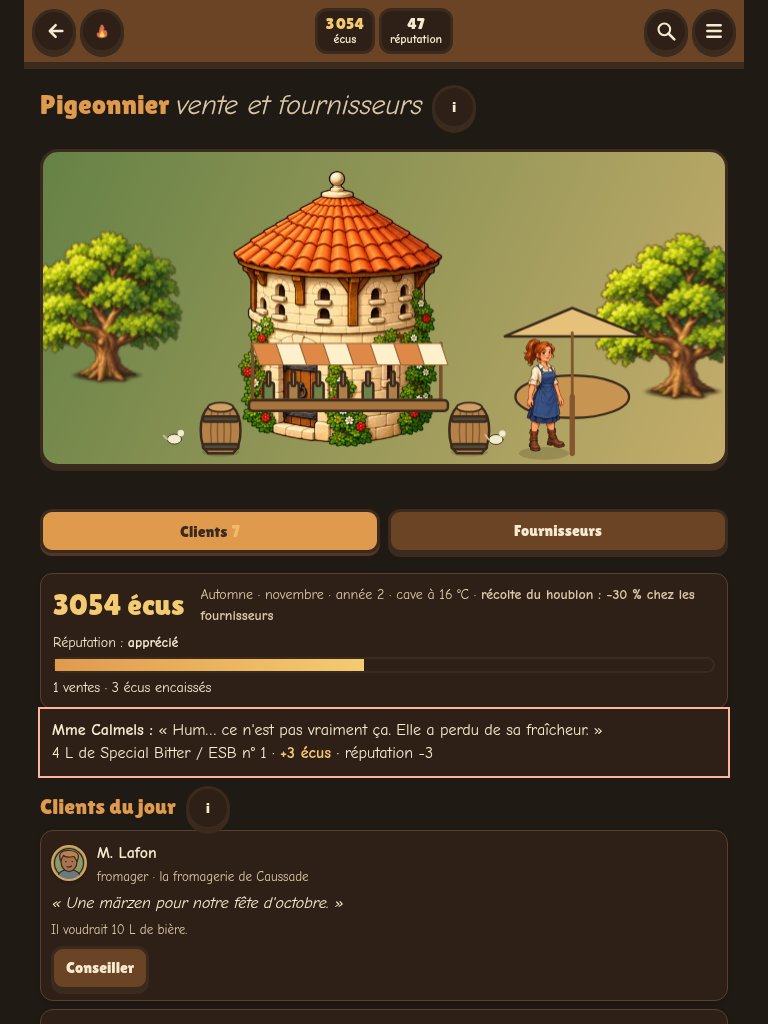 3 054
écus
47
réputation
Pigeonnier vente et fournisseurs i
Clients 7
Fournisseurs
3054 écus
Automne · novembre · année 2 · cave à 16 °C · récolte du houblon : -30 % chez les
fournisseurs
Réputation : apprécié
1 ventes · 3 écus encaissés
Mme Calmels : « Hum... ce n'est pas vraiment ça. Elle a perdu de sa fraîcheur. »
4 L de Special Bitter / ESB n° 1 · +3 écus · réputation -3
Clients du jour i
M. Lafon
fromager · la fromagerie de Caussade
« Une märzen pour notre fête d'octobre. »
Il voudrait 10 L de bière.
Conseiller